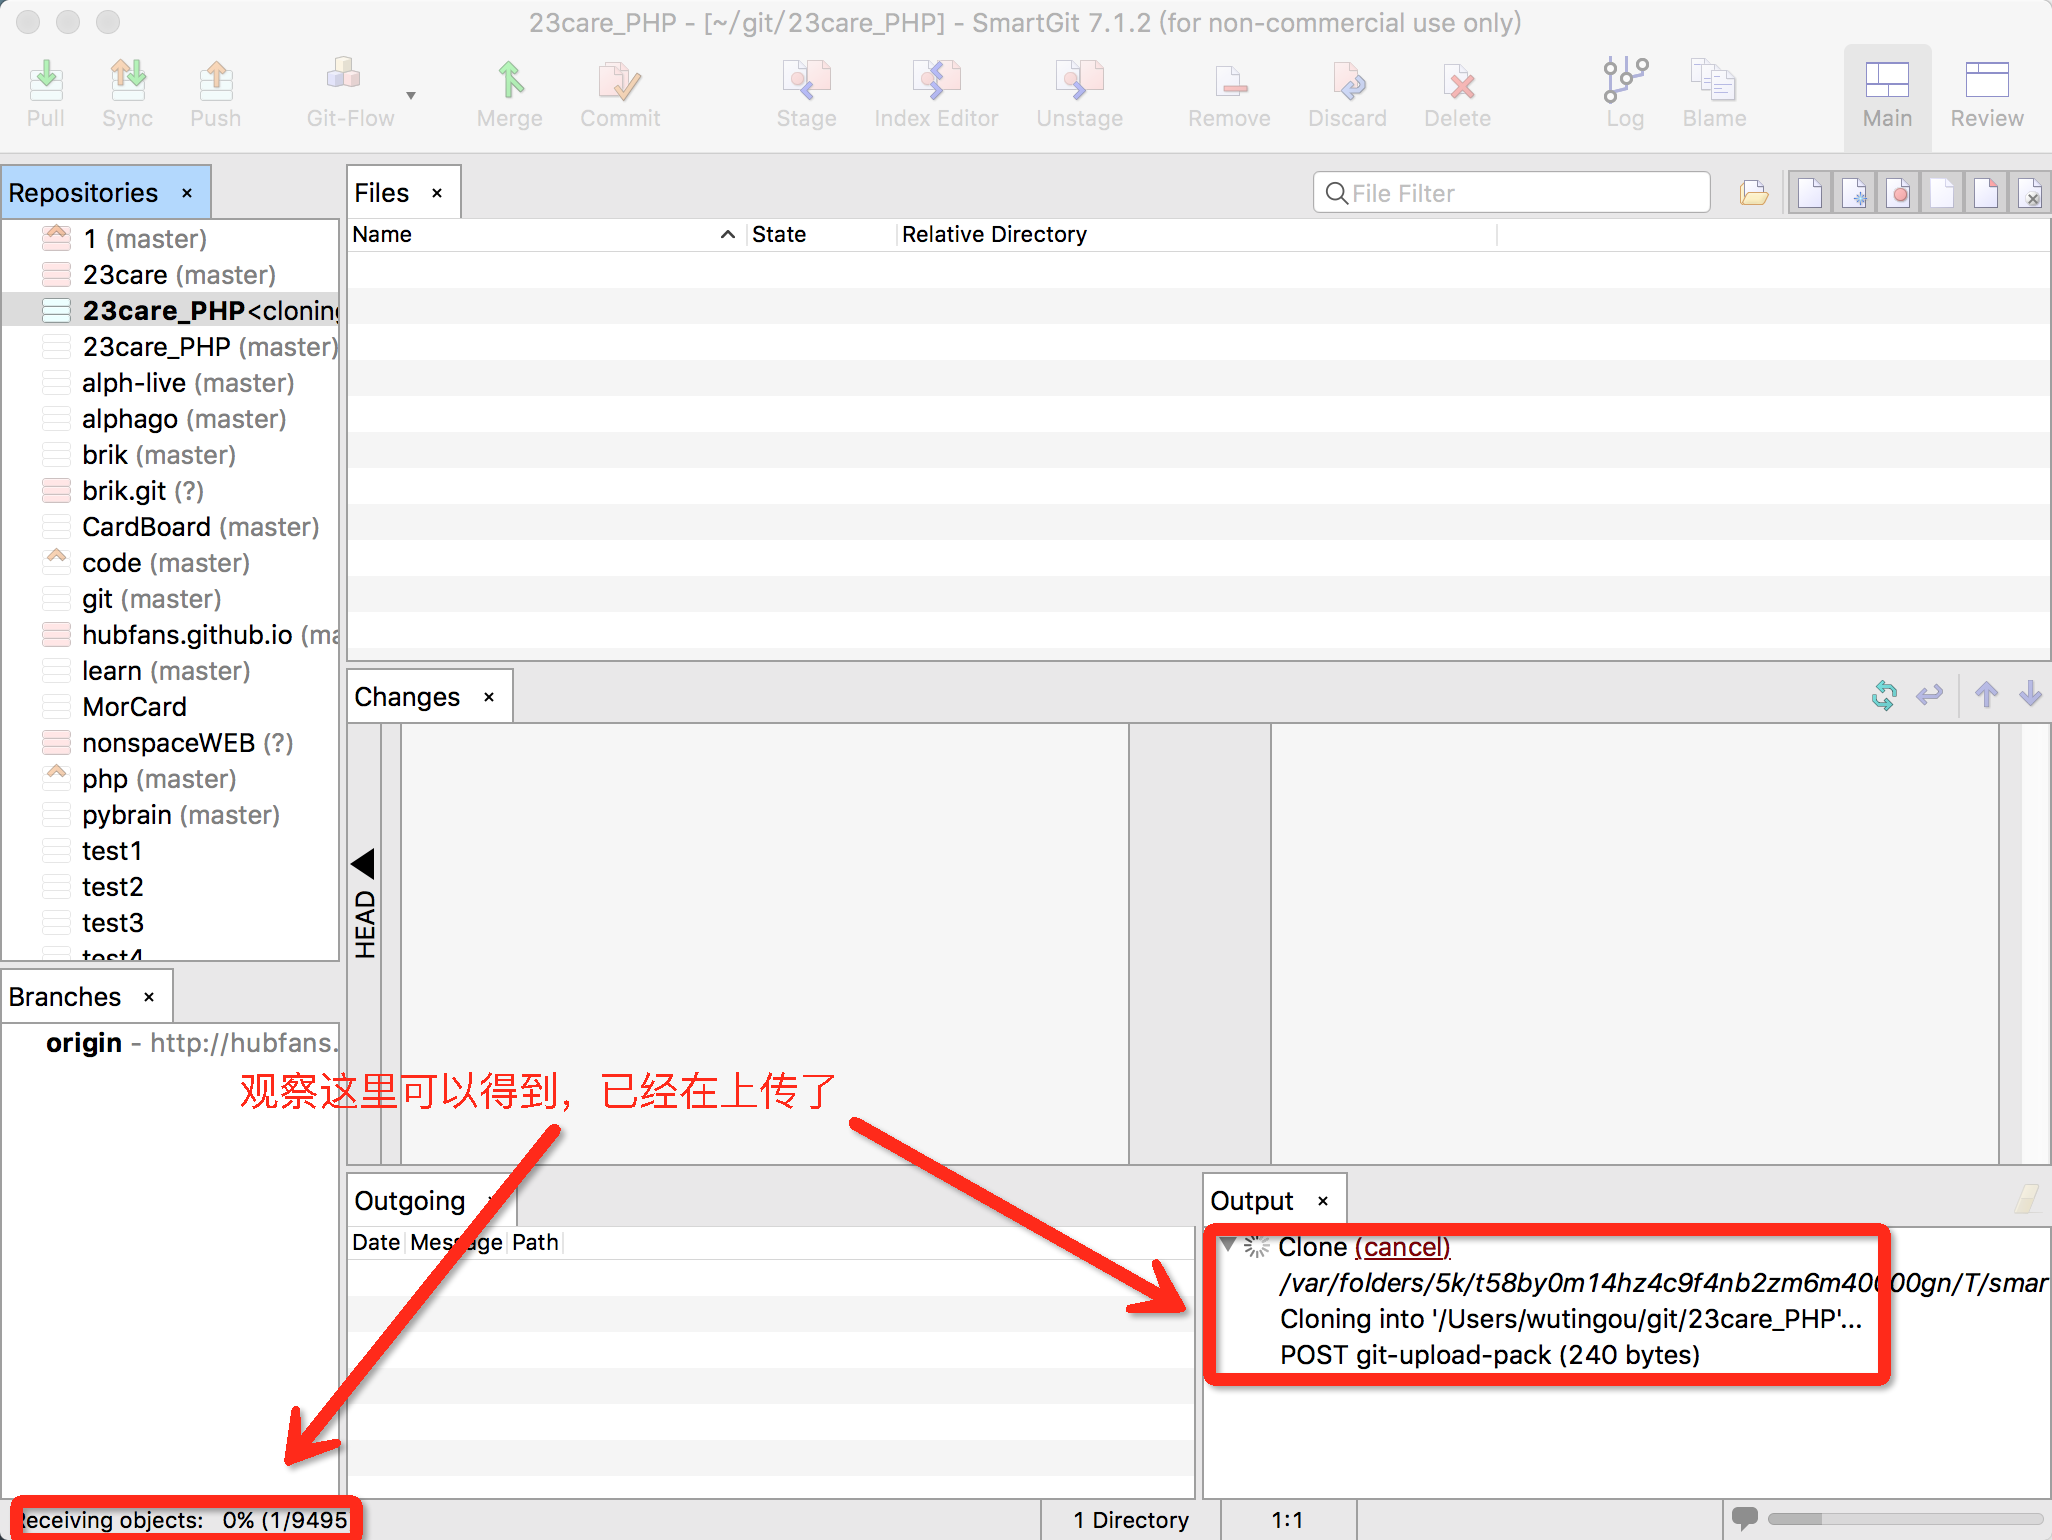 23care_PHP - [~/git/23care_PHP] - SmartGit 7.1.2 (for non-commercial use only)
Pull Sync Push Git-Flow Merge Commit Stage Index Editor Unstage Remove Discard Delete Log Blame Main Review
Repositories ×
1 (master)
23care (master)
23care_PHP<cloning
23care_PHP (master)
alph-live (master)
alphago (master)
brik (master)
brik.git (?)
CardBoard (master)
code (master)
git (master)
hubfans.github.io (ma
learn (master)
MorCard
nonspaceWEB (?)
php (master)
pybrain (master)
test1
test2
test3
test4
Branches ×
origin - http://hubfans.
Files ×
File Filter
Name State Relative Directory
Changes ×
HEAD
观察这里可以得到，已经在上传了
Outgoing
Date Message Path
Output ×
Clone (cancel)
/var/folders/5k/t58by0m14hz4c9f4nb2zm6m40000gn/T/smar
Cloning into '/Users/wutingou/git/23care_PHP'...
POST git-upload-pack (240 bytes)
Receiving objects: 0% (1/9495
1 Directory
1:1